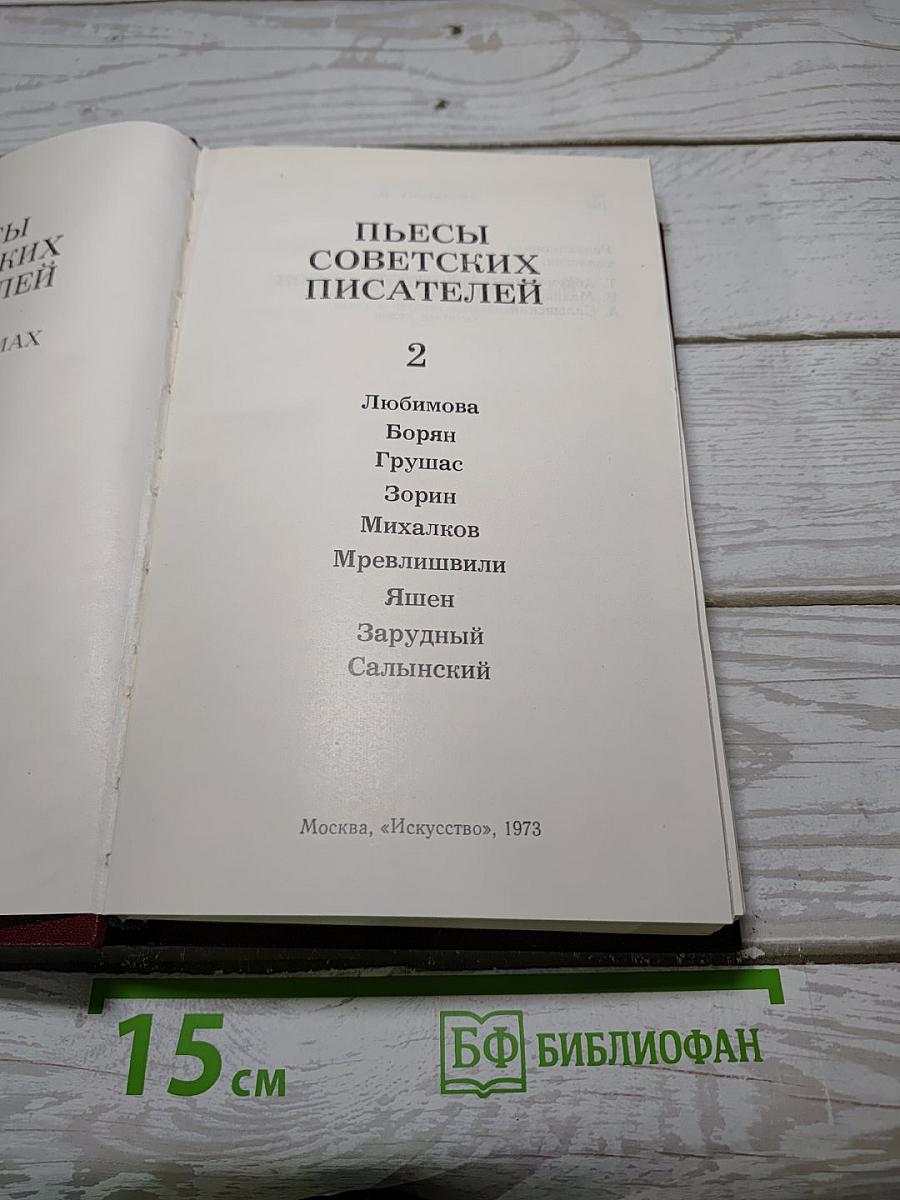 ПЬЕСЫ
СОВЕТСКИХ
ПИСАТЕЛЕЙ
2
Любимова
Борян
Грушас
Зорин
Михалков
Мревлишвили
Яшен
Зарудный
Салынский
Москва, «Искусство», 1973
15 см
БФ БИБЛИОФАН